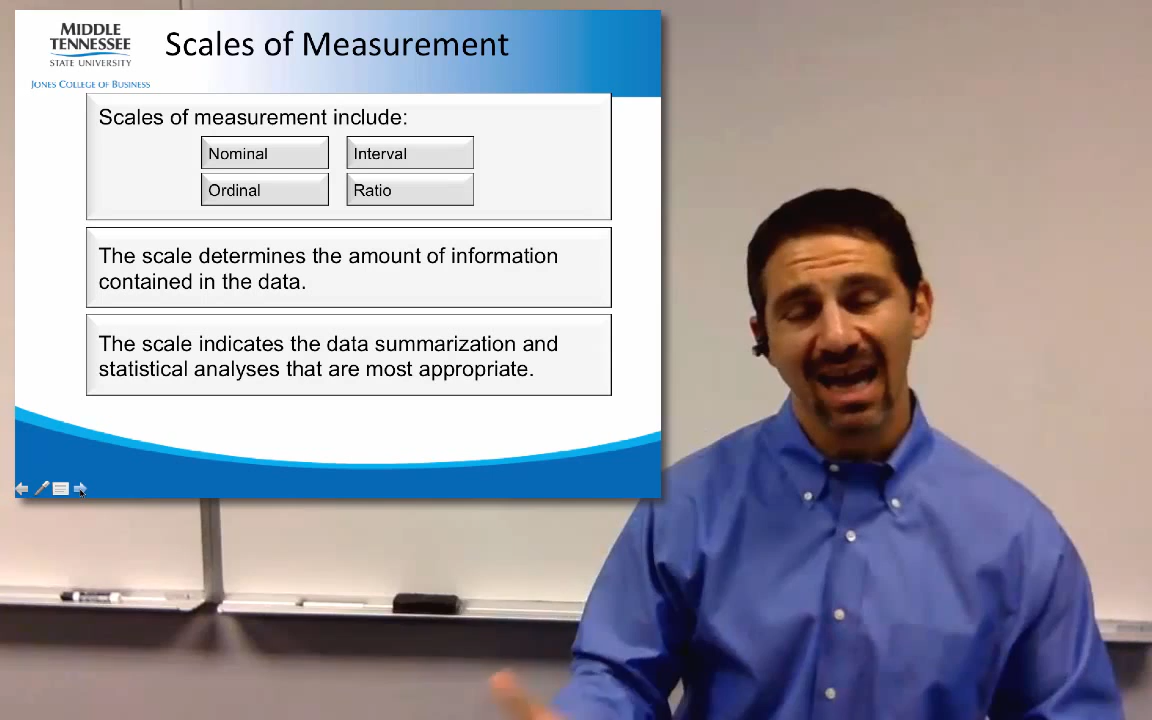 MIDDLE
TENNESSEE
STATE UNIVERSITY
JONES COLLEGE OF BUSINESS
Scales of Measurement
Scales of measurement include:
Nominal
Interval
Ordinal
Ratio
The scale determines the amount of information
contained in the data.
The scale indicates the data summarization and
statistical analyses that are most appropriate.